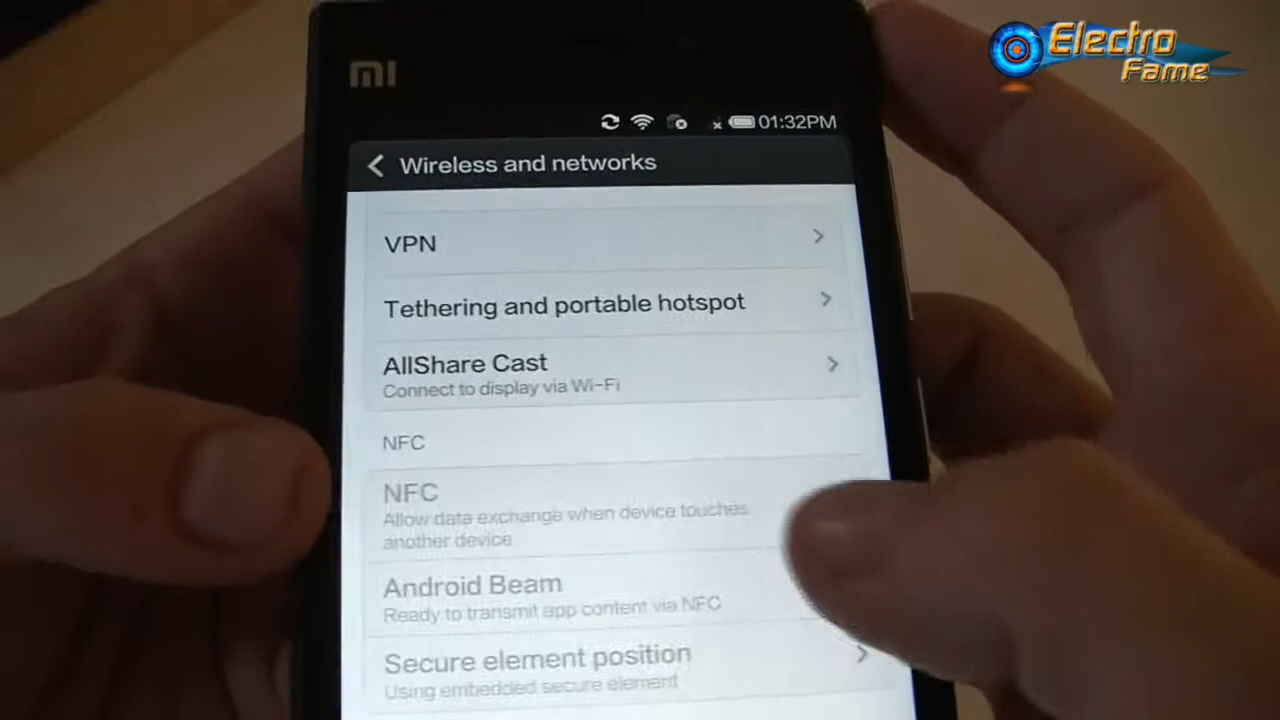 Electro
Fame
mi
01:32PM
Wireless and networks
VPN
Tethering and portable hotspot
AllShare Cast
Connect to display via Wi-Fi
NFC
NFC
Allow data exchange when device touches
another device
Android Beam
Ready to transmit app content via NFC
Secure element position
Using embedded secure element